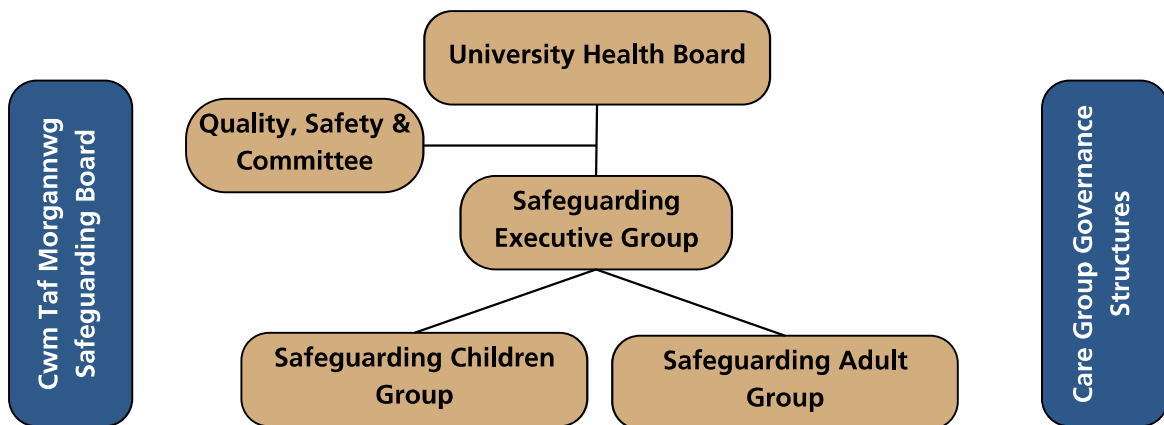 University Health Board
Quality, Safety &
Committee
Safeguarding
Executive Group
Safeguarding Children
Group
Safeguarding Adult
Group
Cwm Taf Morgannwg
Safeguarding Board
Care Group Governance
Structures